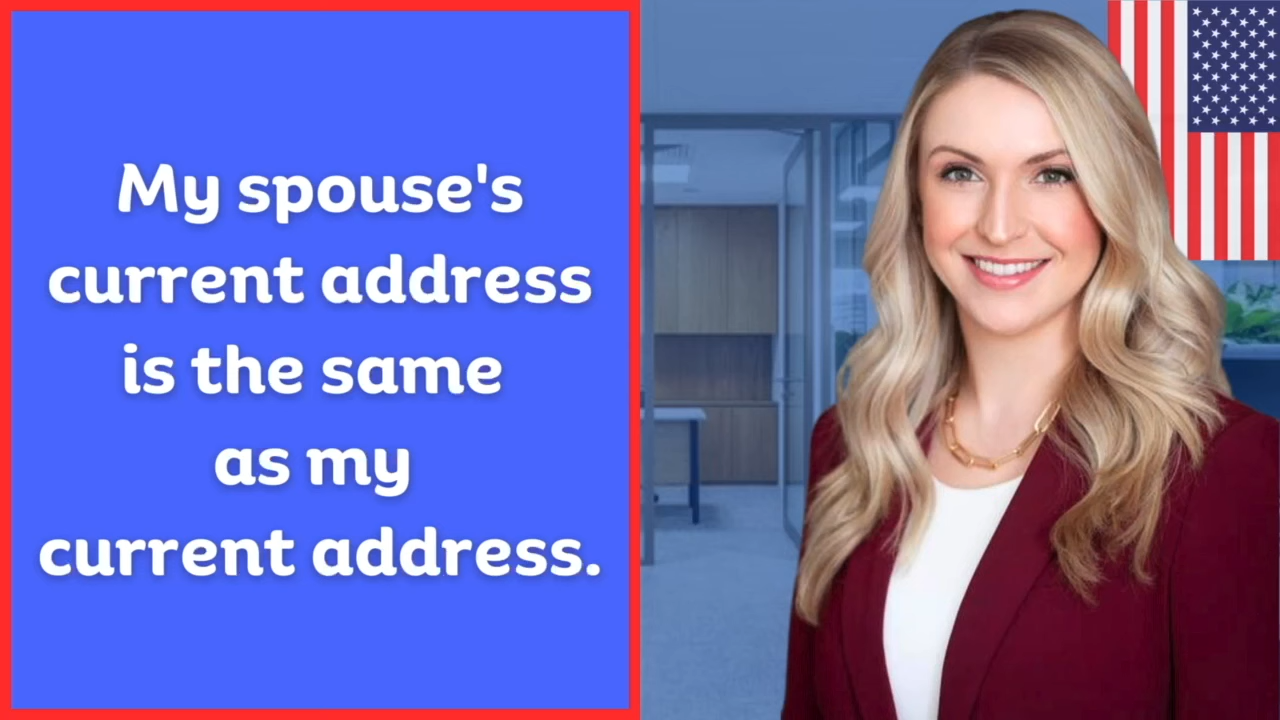 My spouse's
current address
is the same
as my
current address.